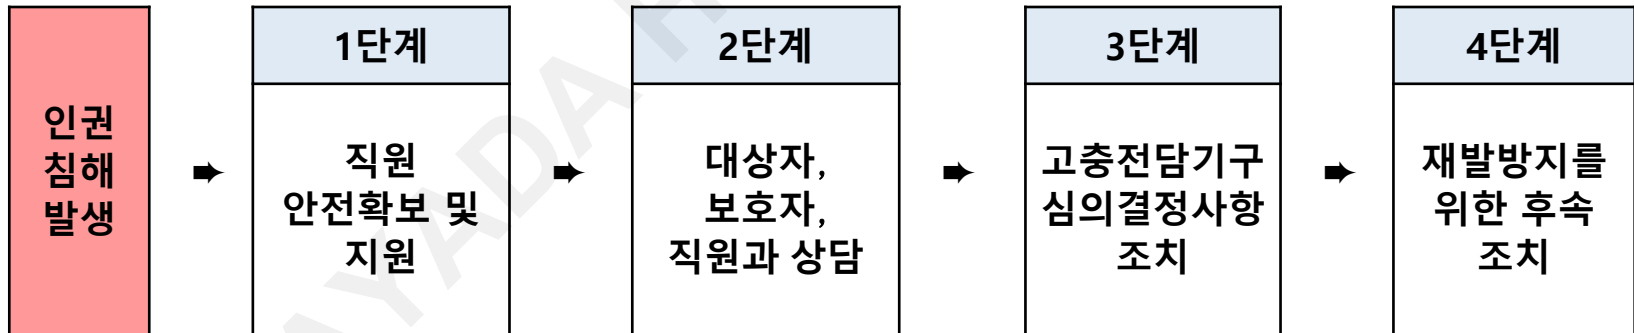 인권
침해
발생
➨
1단계
직원
안전확보 및
지원
➨
2단계
대상자,
보호자,
직원과 상담
➨
3단계
고충전담기구
심의결정사항
조치
➨
4단계
재발방지를
위한 후속
조치